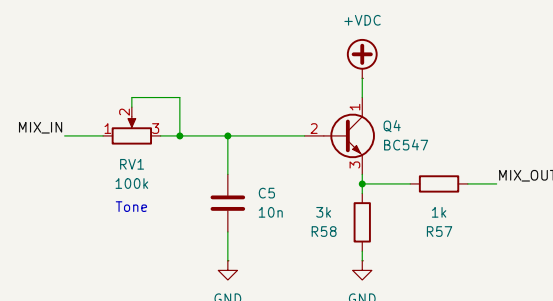 +VDC
MIX_IN
1
2
3
RV1
100k
Tone
2
1
3
Q4
BC547
C5
10n
3k
R58
1k
R57
MIX_OUT
GND
GND